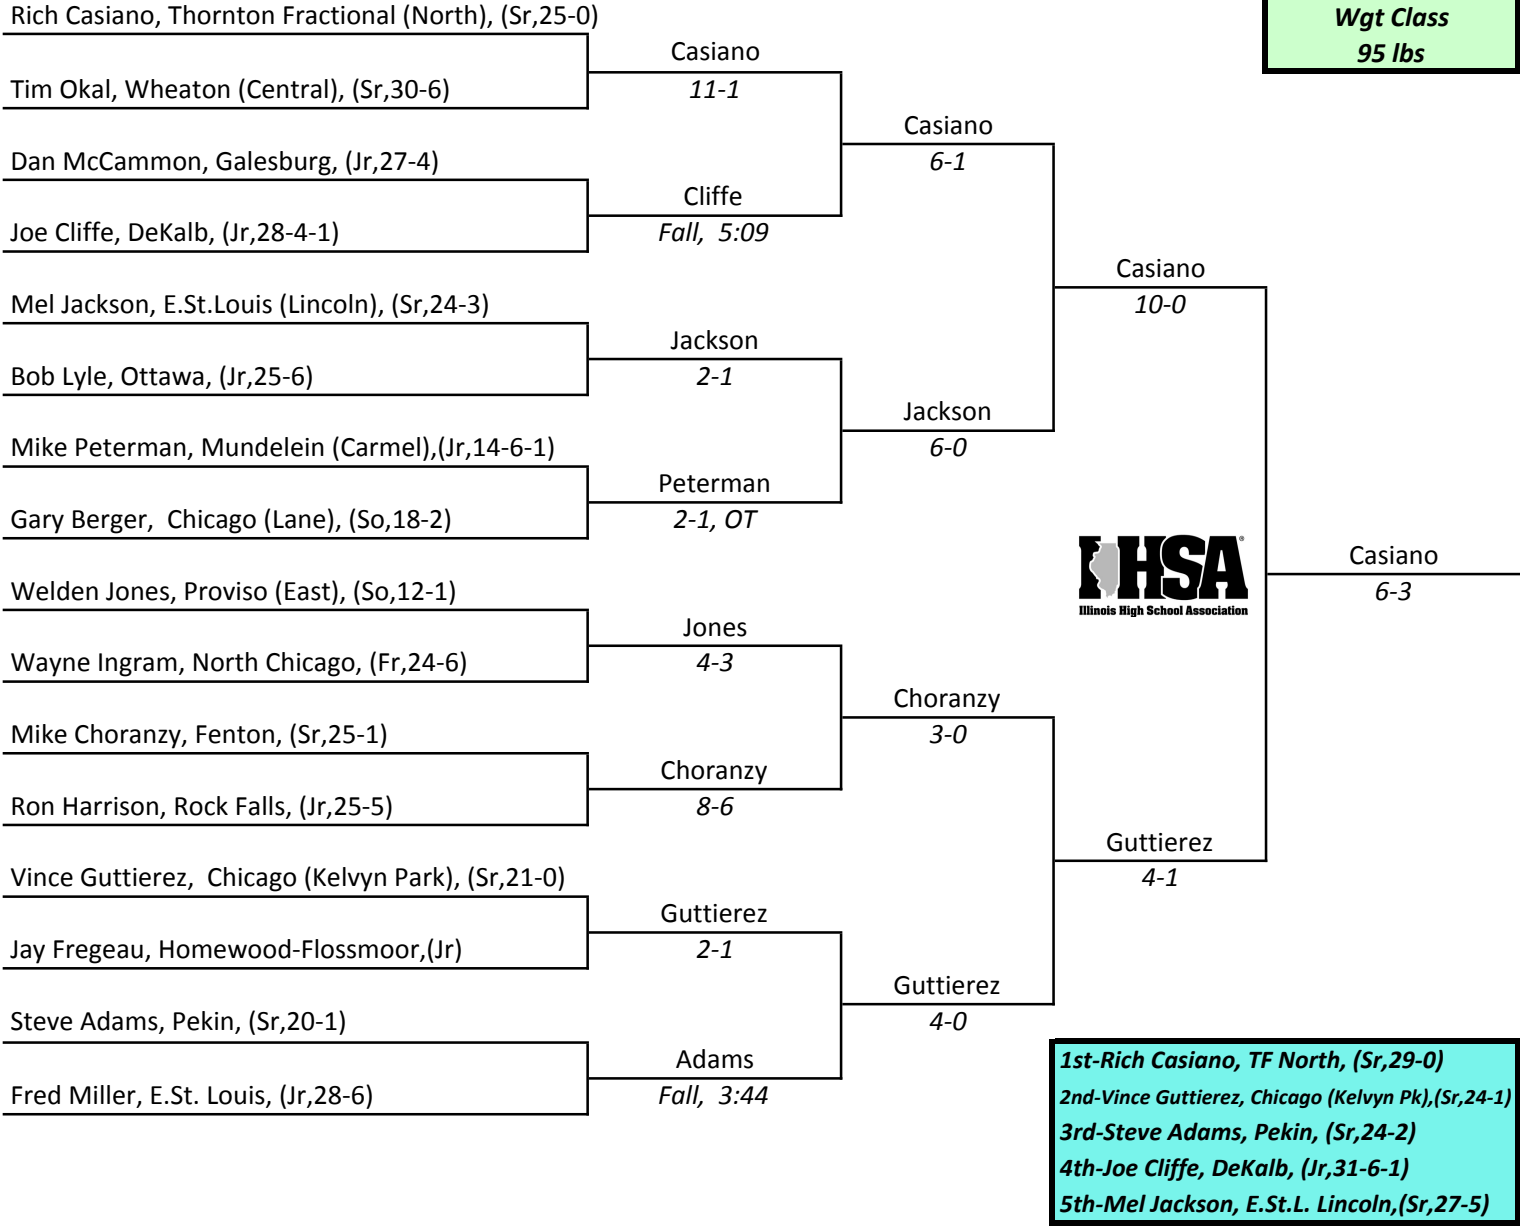 Rich Casiano, Thornton Fractional (North), (Sr,25-0)
Wgt Class
95 lbs
Casiano
11-1
Tim Okal, Wheaton (Central), (Sr,30-6)
Casiano
6-1
Dan McCammon, Galesburg, (Jr,27-4)
Cliffe
Fall, 5:09
Joe Cliffe, DeKalb, (Jr,28-4-1)
Casiano
10-0
Mel Jackson, E.St.Louis (Lincoln), (Sr,24-3)
Jackson
2-1
Bob Lyle, Ottawa, (Jr,25-6)
Jackson
6-0
Mike Peterman, Mundelein (Carmel),(Jr,14-6-1)
Peterman
2-1, OT
Gary Berger,  Chicago (Lane), (So,18-2)
IHSA®
Illinois High School Association
Casiano
6-3
Welden Jones, Proviso (East), (So,12-1)
Jones
4-3
Wayne Ingram, North Chicago, (Fr,24-6)
Choranzy
3-0
Mike Choranzy, Fenton, (Sr,25-1)
Choranzy
8-6
Ron Harrison, Rock Falls, (Jr,25-5)
Guttierez
4-1
Vince Guttierez,  Chicago (Kelvyn Park), (Sr,21-0)
Guttierez
2-1
Jay Fregeau, Homewood-Flossmoor,(Jr)
Guttierez
4-0
Steve Adams, Pekin, (Sr,20-1)
Adams
Fall, 3:44
Fred Miller, E.St. Louis, (Jr,28-6)
1st-Rich Casiano, TF North, (Sr,29-0)
2nd-Vince Guttierez, Chicago (Kelvyn Pk),(Sr,24-1)
3rd-Steve Adams, Pekin, (Sr,24-2)
4th-Joe Cliffe, DeKalb, (Jr,31-6-1)
5th-Mel Jackson, E.St.L. Lincoln,(Sr,27-5)